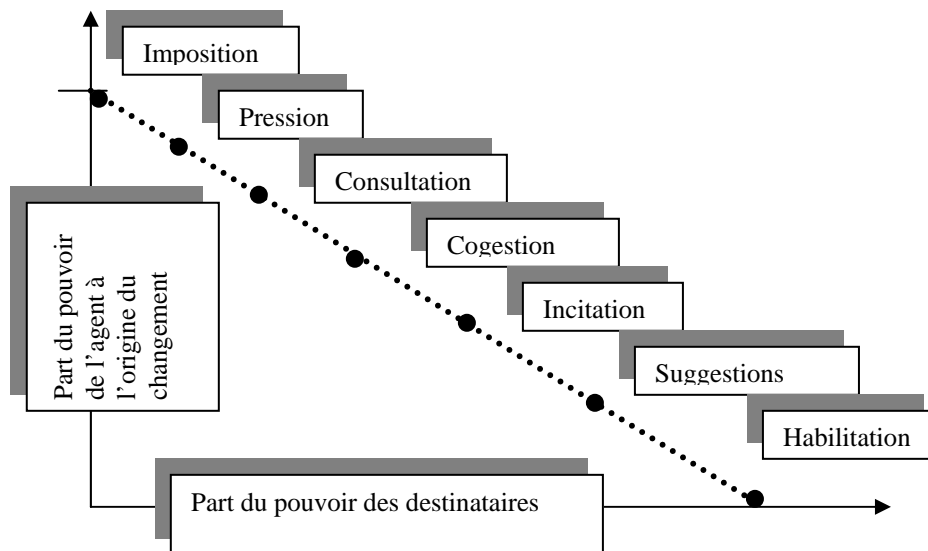 Imposition
Pression
Consultation
Cogestion
Incitation
Suggestions
Habilitation
Part du pouvoir
de l’agent à
l’origine du
changement
Part du pouvoir des destinataires